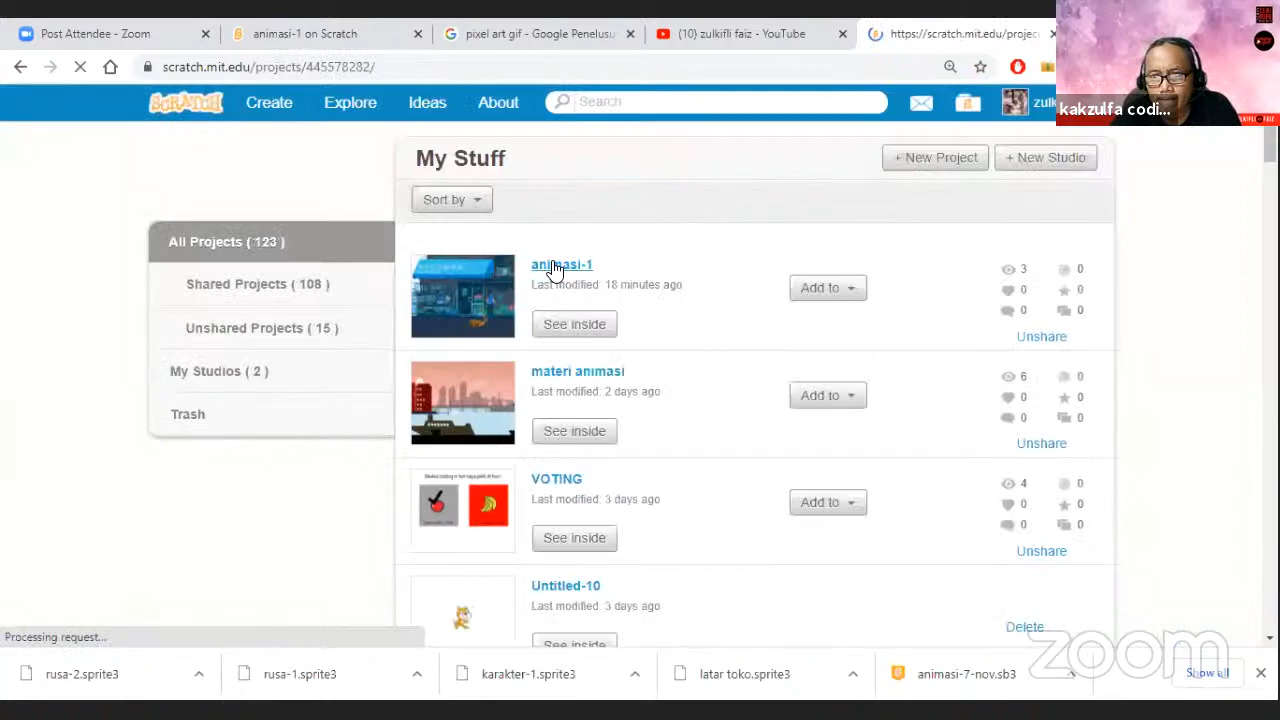 Post Attendee - Zoom
animasi-1 on Scratch
pixel art gif - Google Penelusu
(10) zulkifli faiz - YouTube
https://scratch.mit.edu/projec
scratch.mit.edu/projects/445578282/
kakzulfa codi...
SCRATCH
Create
Explore
Ideas
About
Search
zulk
My Stuff
+ New Project
+ New Studio
Sort by
All Projects ( 123 )
Shared Projects ( 108 )
Unshared Projects ( 15 )
My Studios ( 2 )
Trash
animasi-1
Last modified: 18 minutes ago
See inside
Add to
3
0
0
0
0
0
Unshare
materi animasi
Last modified: 2 days ago
See inside
Add to
6
0
0
0
0
0
Unshare
VOTING
Last modified: 3 days ago
See inside
Add to
4
0
0
0
0
0
Unshare
Untitled-10
Last modified: 3 days ago
See inside
Delete
Processing request...
zoom
rusa-2.sprite3
rusa-1.sprite3
karakter-1.sprite3
latar toko.sprite3
animasi-7-nov.sb3
Show all